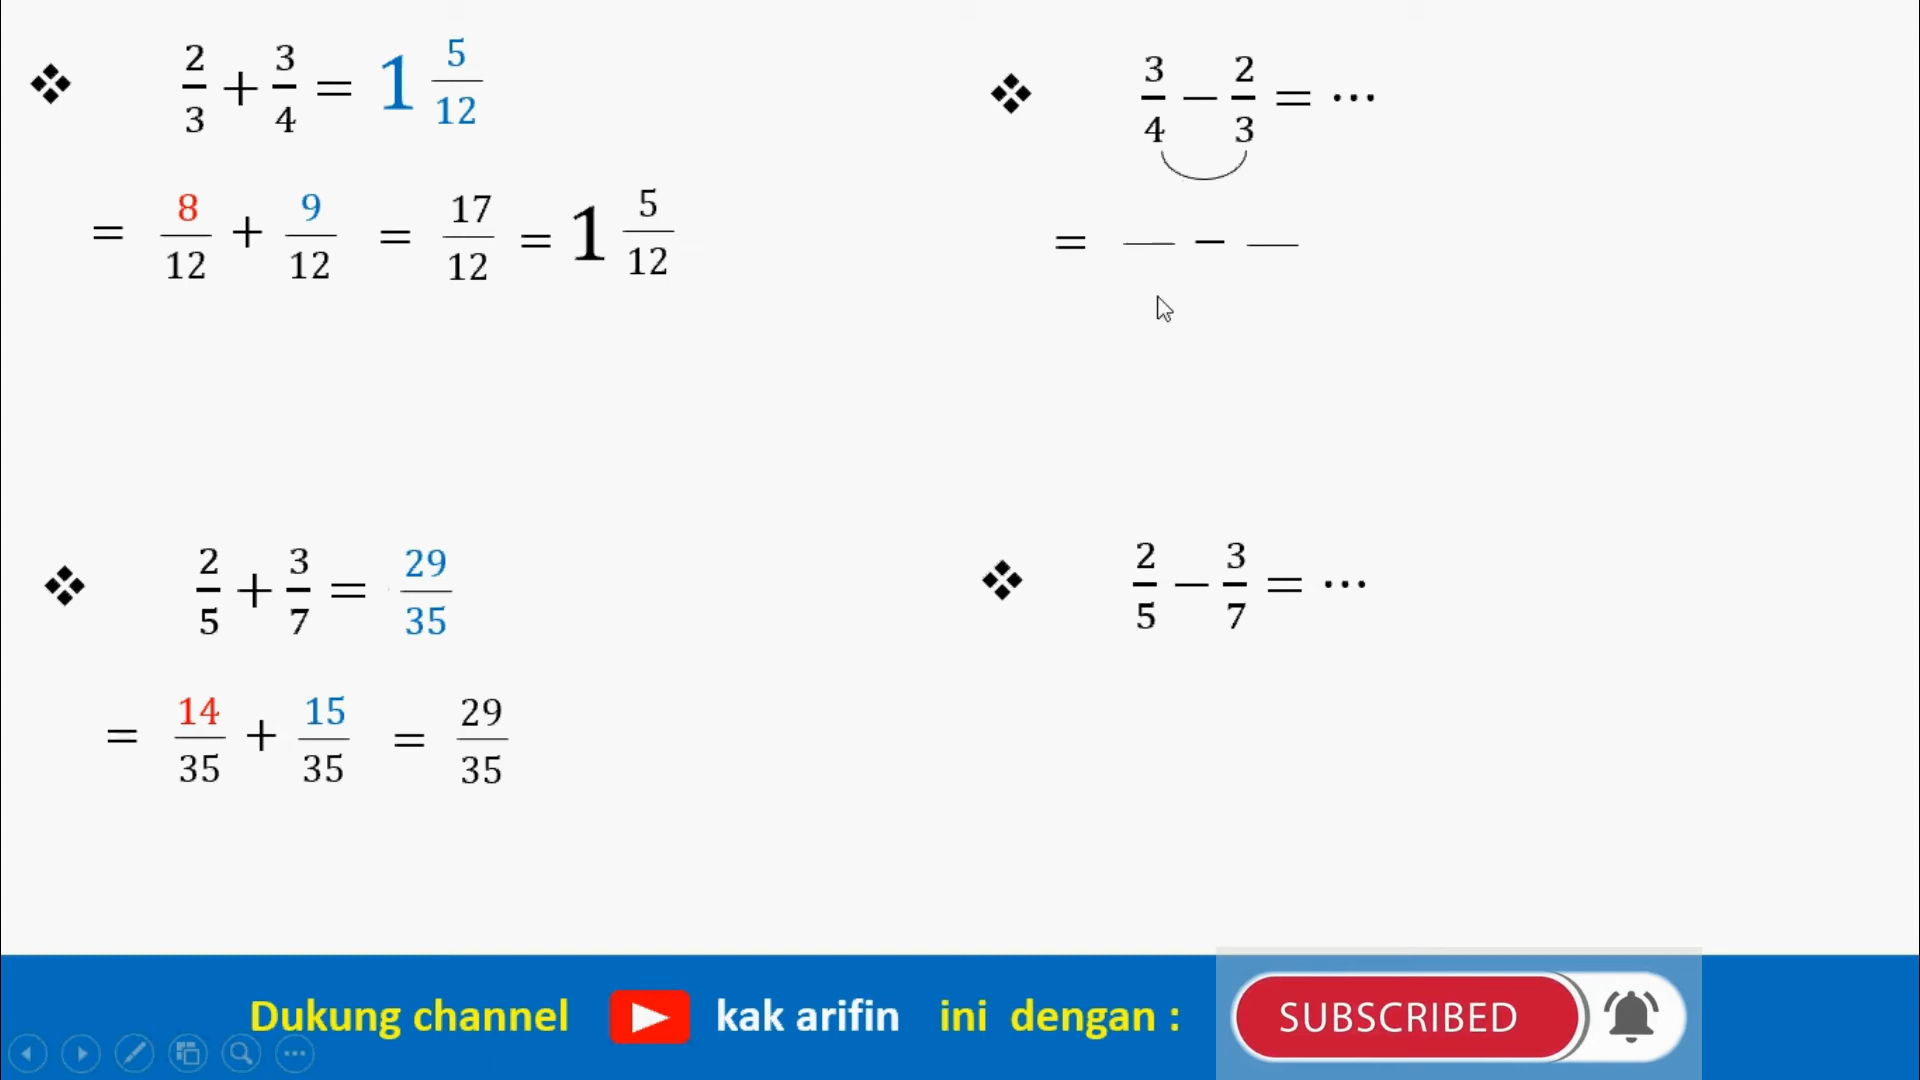 ❖ 2/3 + 3/4 = 1 5/12
= 8/12 + 9/12 = 17/12 = 1 5/12
❖ 2/5 + 3/7 = 29/35
= 14/35 + 15/35 = 29/35
❖ 3/4 − 2/3 = ⋯
= — − —
❖ 2/5 − 3/7 = ⋯
Dukung channel kak arifin ini dengan :
SUBSCRIBED